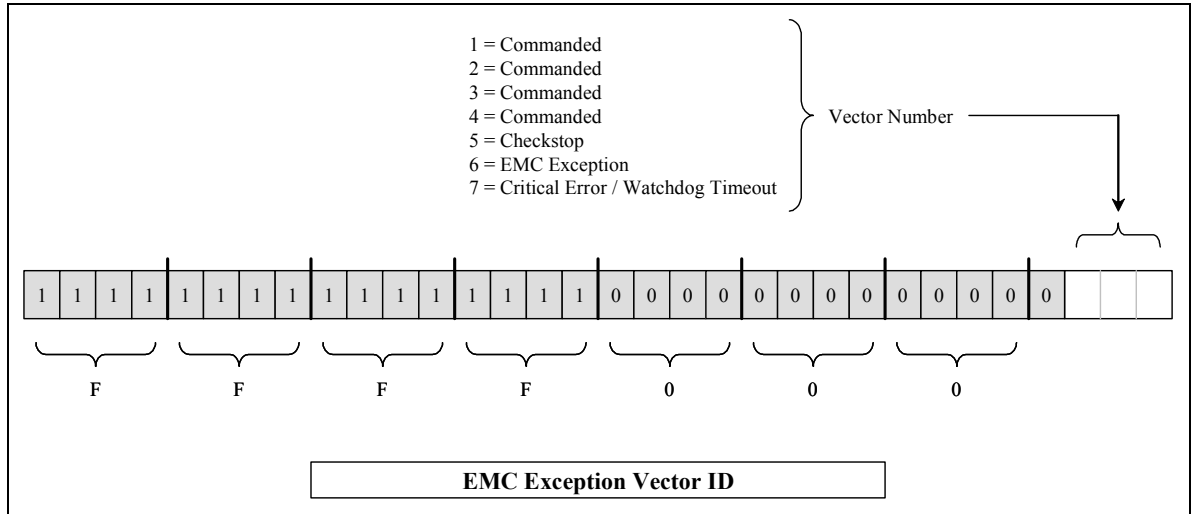 1 = Commanded
2 = Commanded
3 = Commanded
4 = Commanded
5 = Checkstop
6 = EMC Exception
7 = Critical Error / Watchdog Timeout
Vector Number
1 1 1 1 1 1 1 1 1 1 1 1 1 1 1 1 0 0 0 0 0 0 0 0 0 0 0 0 0
F F F F 0 0 0
EMC Exception Vector ID